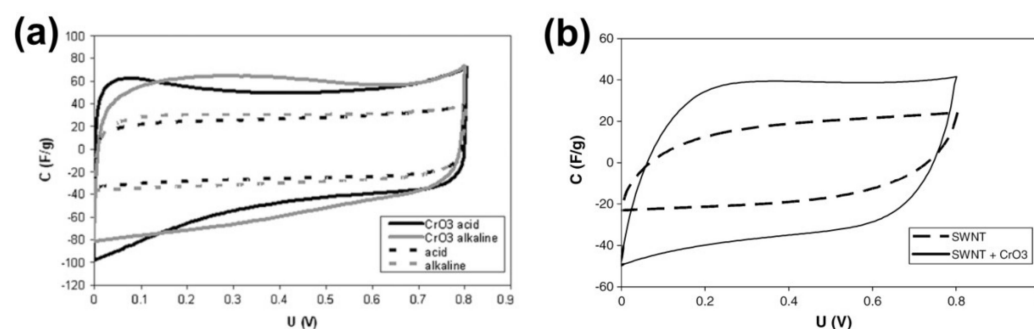 (a)
100
80
60
40
20
0
-20
-40
-60
-80
-100
-120
C (F/g)
0 0.1 0.2 0.3 0.4 0.5 0.6 0.7 0.8 0.9
U (V)
CrO3 acid
CrO3 alkaline
acid
alkaline
(b)
60
40
20
0
-20
-40
-60
C (F/g)
0 0.2 0.4 0.6 0.8
U (V)
SWNT
SWNT + CrO3